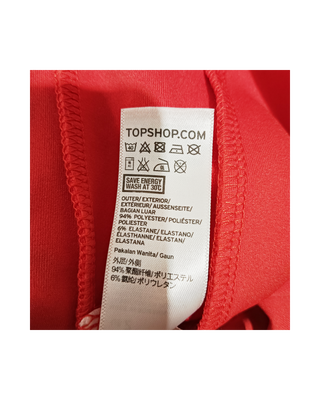 TOPSHOP.COM
SAVE ENERGY
WASH AT 30°C
OUTER/ EXTERIOR/
EXTÉRIEUR/ AUSSENSEITE/
BAGIAN LUAR
94% POLYESTER/ POLIÉSTER/
POLIESTER
6% ELASTANE/ ELASTANO/
ÉLASTHANNE/ ELASTAN/
ELASTANA
Pakaian Wanita/ Gaun
外层/ 外側
94% 聚酯纤维/ ポリエステル
6% 氨纶/ ポリウレタン